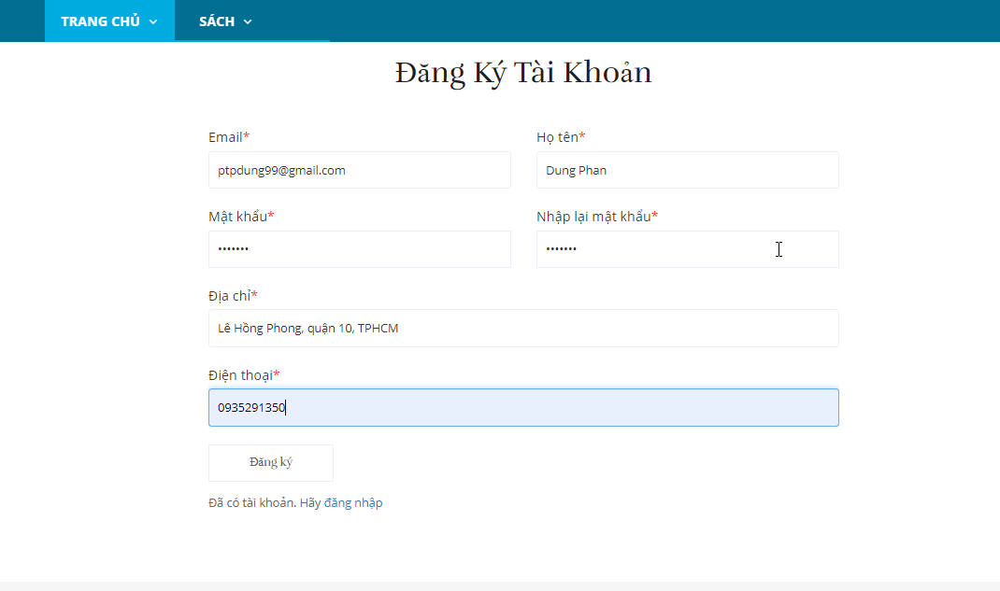 TRANG CHỦ SÁCH
Đăng Ký Tài Khoản
Email* Họ tên*
ptpdung99@gmail.com Dung Phan
Mật khẩu* Nhập lại mật khẩu*
••••••• •••••••
Địa chỉ*
Lê Hồng Phong, quận 10, TPHCM
Điện thoại*
0935291350
Đăng ký
Đã có tài khoản. Hãy đăng nhập